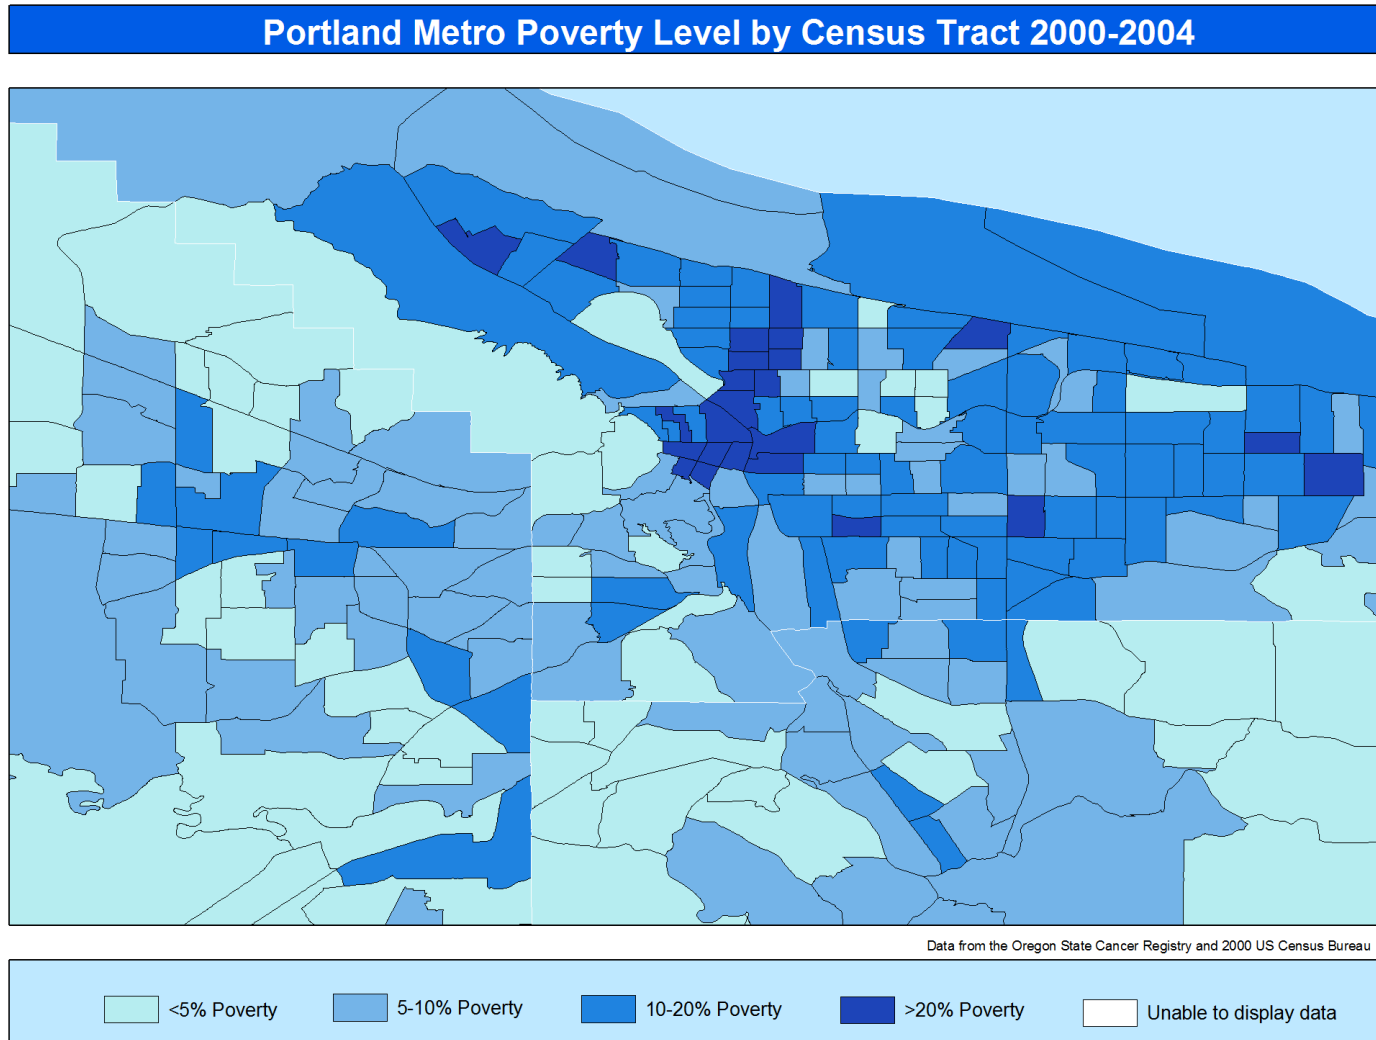 Portland Metro Poverty Level by Census Tract 2000-2004
Data from the Oregon State Cancer Registry and 2000 US Census Bureau
<5% Poverty
5-10% Poverty
10-20% Poverty
>20% Poverty
Unable to display data